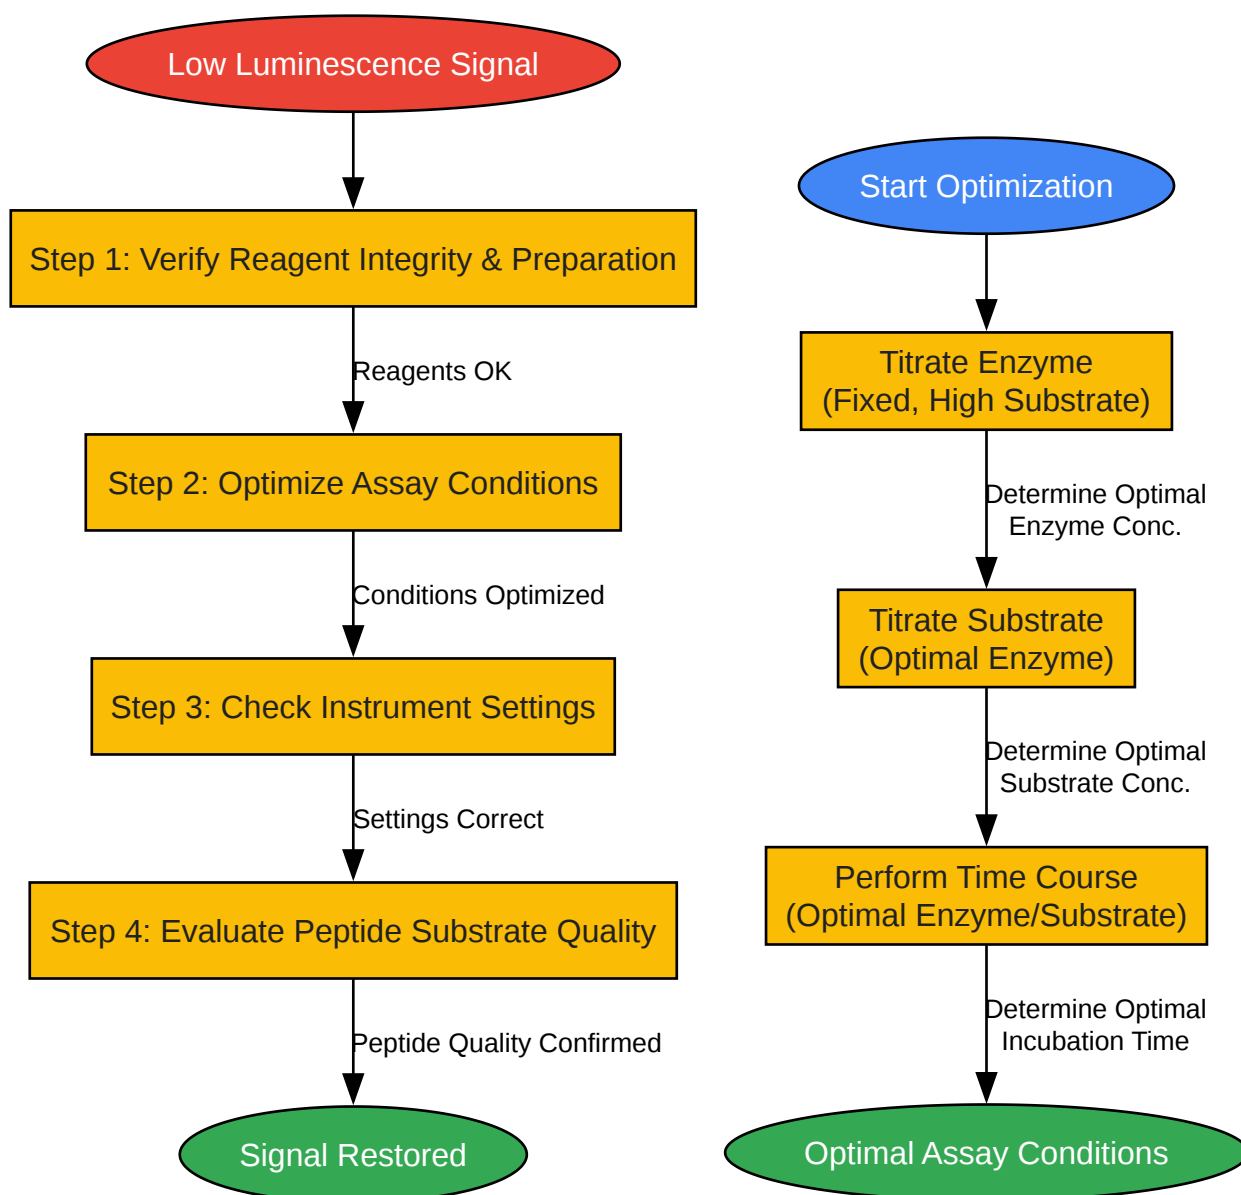 Low Luminescence Signal
Step 1: Verify Reagent Integrity & Preparation
Reagents OK
Step 2: Optimize Assay Conditions
Conditions Optimized
Step 3: Check Instrument Settings
Settings Correct
Step 4: Evaluate Peptide Substrate Quality
Peptide Quality Confirmed
Signal Restored
Start Optimization
Titrate Enzyme
(Fixed, High Substrate)
Determine Optimal
Enzyme Conc.
Titrate Substrate
(Optimal Enzyme)
Determine Optimal
Substrate Conc.
Perform Time Course
(Optimal Enzyme/Substrate)
Determine Optimal
Incubation Time
Optimal Assay Conditions